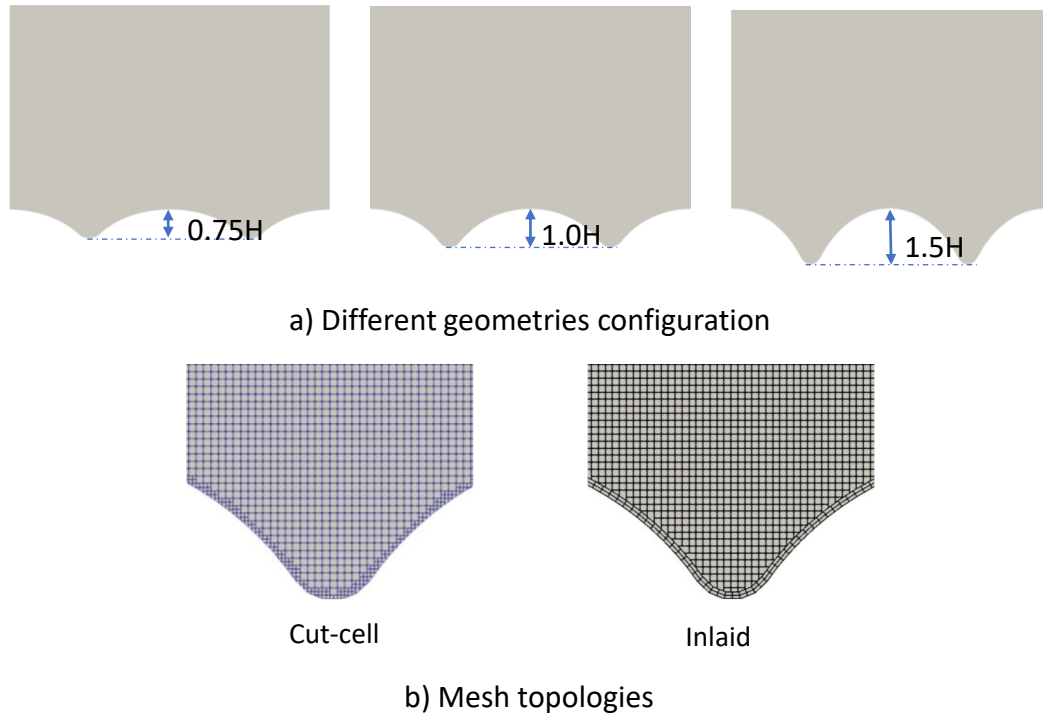 0.75H
1.0H
1.5H
a) Different geometries configuration
Cut-cell
Inlaid
b) Mesh topologies